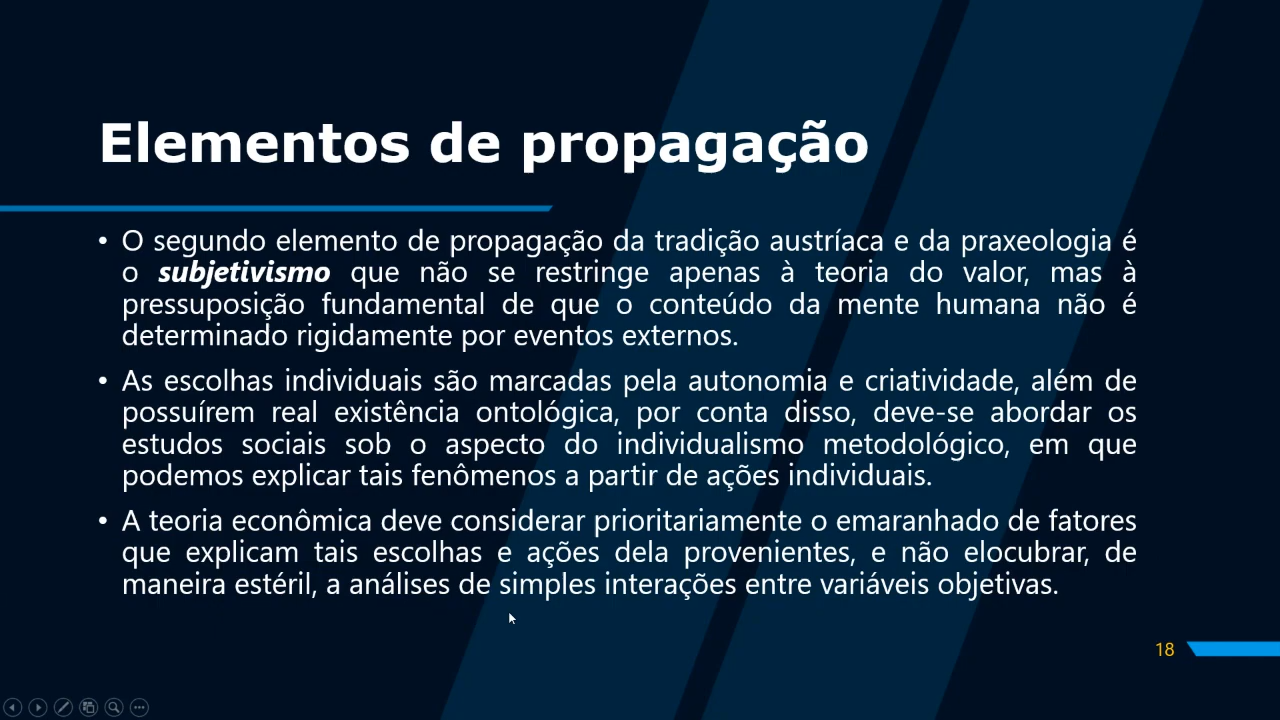 Elementos de propagação
• O segundo elemento de propagação da tradição austríaca e da praxeologia é
o subjetivismo que não se restringe apenas à teoria do valor, mas à
pressuposição fundamental de que o conteúdo da mente humana não é
determinado rigidamente por eventos externos.
• As escolhas individuais são marcadas pela autonomia e criatividade, além de
possuírem real existência ontológica, por conta disso, deve-se abordar os
estudos sociais sob o aspecto do individualismo metodológico, em que
podemos explicar tais fenômenos a partir de ações individuais.
• A teoria econômica deve considerar prioritariamente o emaranhado de fatores
que explicam tais escolhas e ações dela provenientes, e não elocubrar, de
maneira estéril, a análises de simples interações entre variáveis objetivas.
18